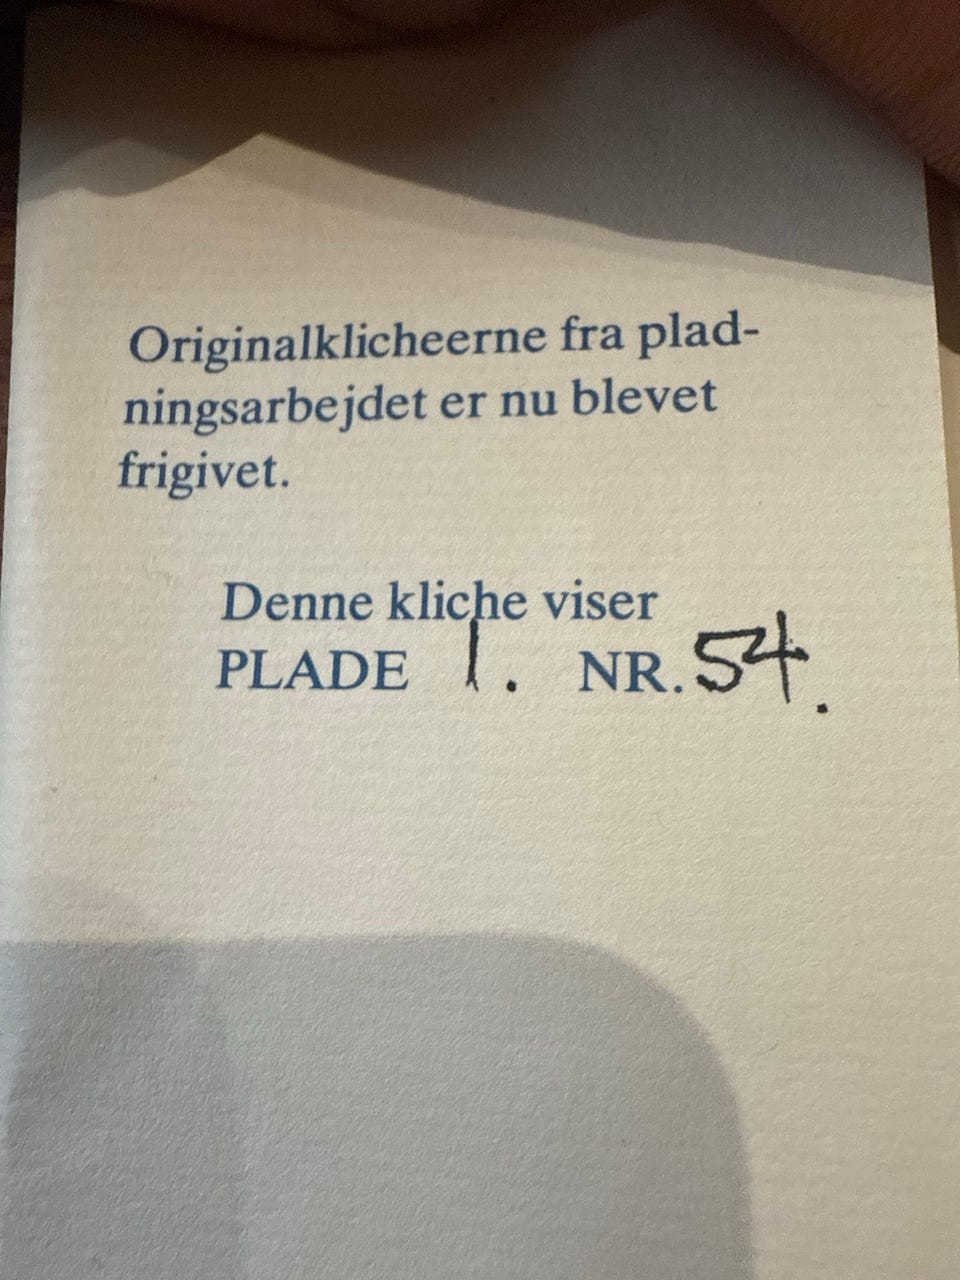 Originalklicheerne fra plad-
ningsarbejdet er nu blevet
frigivet.
Denne kliche viser
PLADE 1. NR. 54.